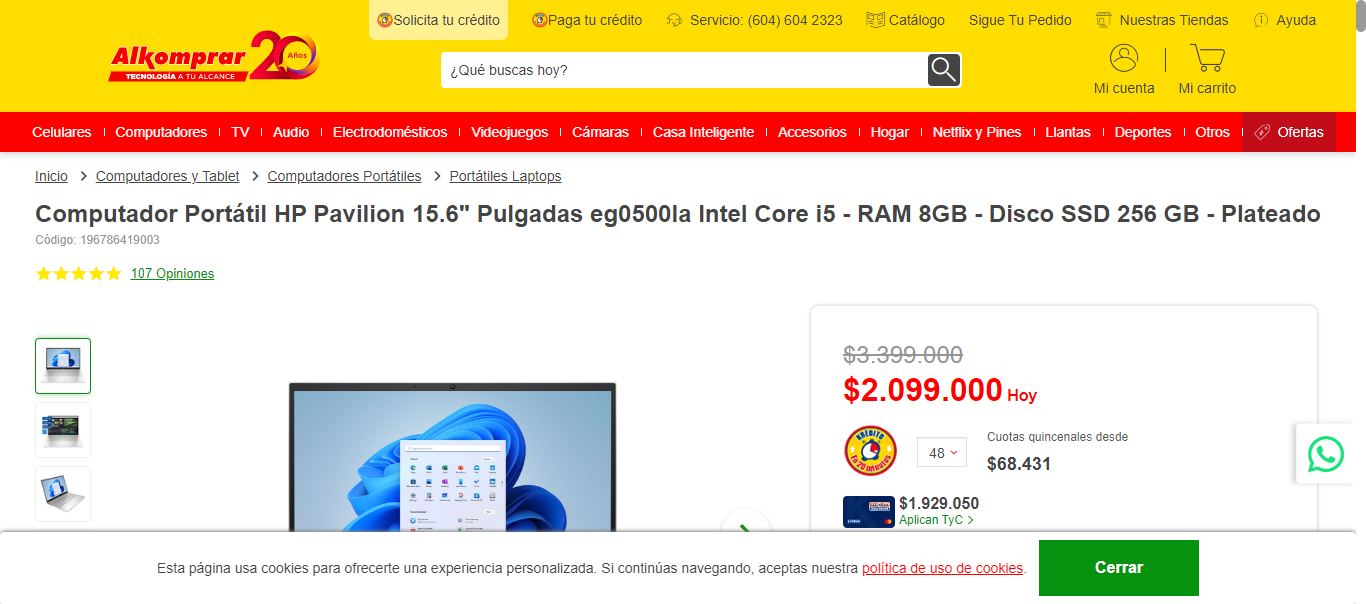 Solicita tu crédito
Paga tu crédito
Servicio: (604) 604 2323
Catálogo
Sigue Tu Pedido
Nuestras Tiendas
Ayuda
Alkomprar 20 Años
TECNOLOGÍA A TU ALCANCE
¿Qué buscas hoy?
Mi cuenta
Mi carrito
Celulares
Computadores
TV
Audio
Electrodomésticos
Videojuegos
Cámaras
Casa Inteligente
Accesorios
Hogar
Netflix y Pines
Llantas
Deportes
Otros
Ofertas
Inicio > Computadores y Tablet > Computadores Portátiles > Portátiles Laptops
Computador Portátil HP Pavilion 15.6" Pulgadas eg0500la Intel Core i5 - RAM 8GB - Disco SSD 256 GB - Plateado
Código: 196786419003
107 Opiniones
$3.399.000
$2.099.000 Hoy
KRÉDITO
En 20 minutos
48
Cuotas quincenales desde
$68.431
$1.929.050
Aplican TyC >
Esta página usa cookies para ofrecerte una experiencia personalizada. Si continúas navegando, aceptas nuestra política de uso de cookies.
Cerrar